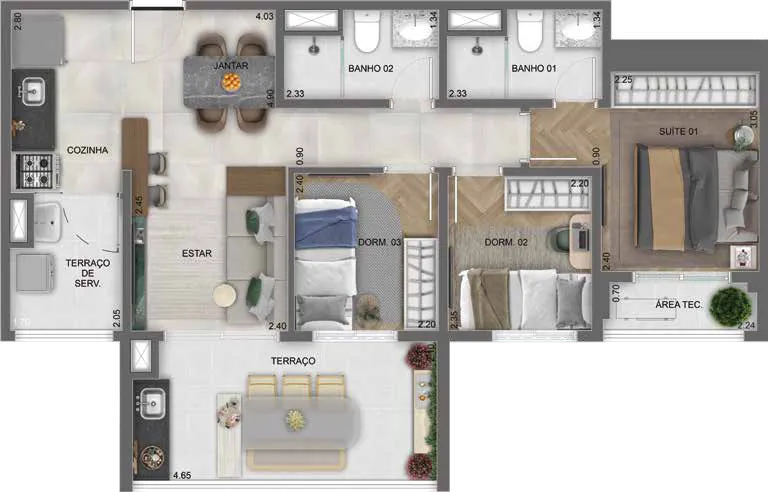 2.80
4.03
1.34
1.34
JANTAR
BANHO 02
BANHO 01
2.25
2.33
2.33
4.90
3.05
SUÍTE 01
COZINHA
0.90
0.90
2.40
2.20
2.45
ESTAR
DORM. 03
DORM. 02
TERRAÇO
DE
SERV.
2.40
0.70
ÁREA TEC.
1.70
2.05
2.40
2.20
2.35
2.24
TERRAÇO
4.65